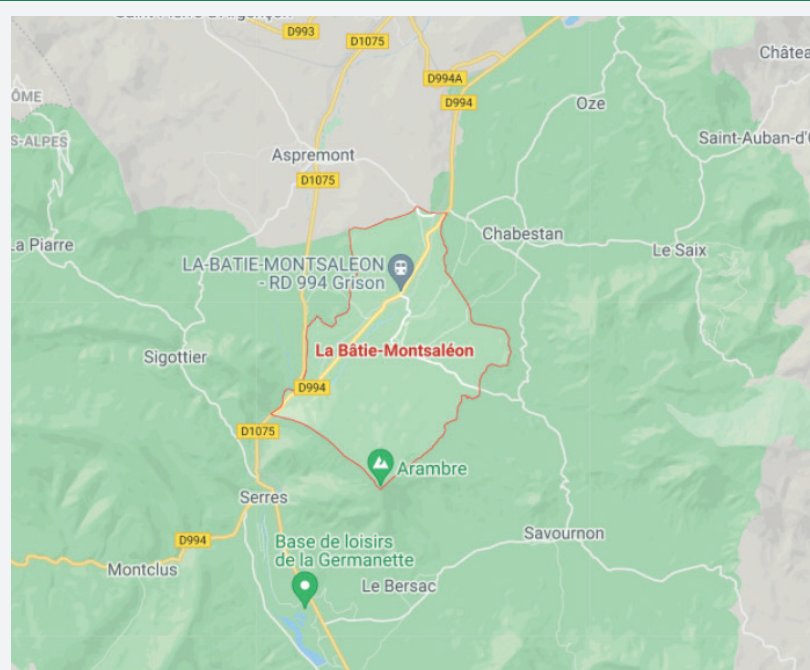 D993
D1075
D994A
D994
Châtea
Oze
ÔME
S-ALPES
Saint-Auban-d'
Aspremont
D1075
Chabestan
La Piarre
Le Saix
LA-BATIE-MONTSALEON
- RD 994 Grison
Sigottier
La Bâtie-Montsaléon
D994
D1075
Arambre
Serres
D994
Savournon
Base de loisirs
de la Germanette
Montclus
Le Bersac